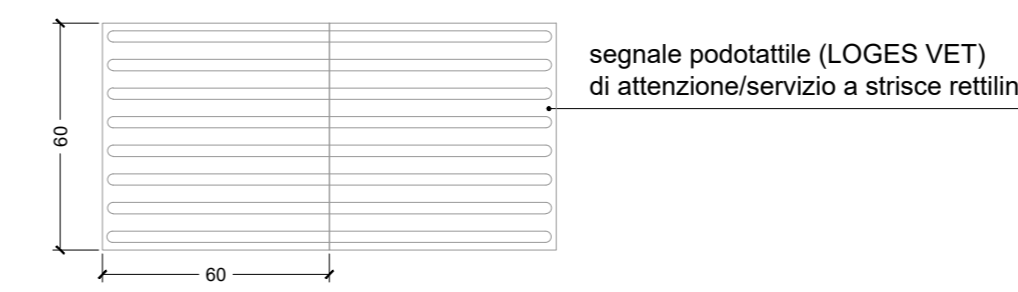 segnale podotattile (LOGES VET)
di attenzione/servizio a strisce rettilin
60
60